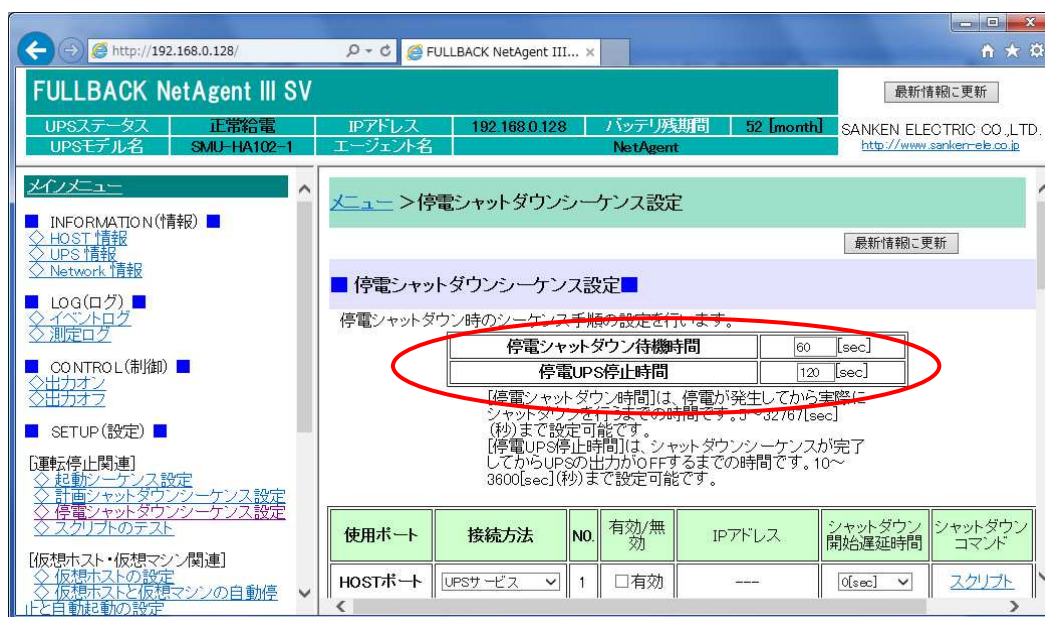 http://192.168.0.128/
FULLBACK NetAgent III...
FULLBACK NetAgent III SV
最新情報に更新
UPSステータス 正常給電 IPアドレス 192.168.0.128 バッテリ残期間 52 [month]
UPSモデル名 SMU-HA102-1 エージェント名 NetAgent
SANKEN ELECTRIC CO.,LTD.
http://www.sanken-ele.co.jp
メインメニュー
■ INFORMATION(情報) ■
◇ HOST 情報
◇ UPS 情報
◇ Network 情報
■ LOG(ログ) ■
◇ イベントログ
◇ 測定ログ
■ CONTROL(制御) ■
◇出力オン
◇出力オフ
■ SETUP(設定) ■
[運転停止関連]
◇ 起動シーケンス設定
◇ 計画シャットダウンシーケンス設定
◇ 停電シャットダウンシーケンス設定
◇ スクリプトのテスト
[仮想ホスト・仮想マシン関連]
◇ 仮想ホストの設定
◇ 仮想ホストと仮想マシンの自動停
止と自動起動の設定
メニュー >停電シャットダウンシーケンス設定
最新情報に更新
■ 停電シャットダウンシーケンス設定■
停電シャットダウン時のシーケンス手順の設定を行います。
停電シャットダウン待機時間 60 [sec]
停電UPS停止時間 120 [sec]
[停電シャットダウン時間]は、停電が発生してから実際に
シャットダウンを行うまでの時間です。0~32767[sec]
(秒)まで設定可能です。
[停電UPS停止時間]は、シャットダウンシーケンスが完了
してからUPSの出力がOFFするまでの時間です。10~
3600[sec](秒)まで設定可能です。
使用ポート 接続方法 NO. 有効/無効 IPアドレス シャットダウン開始遅延時間 シャットダウンコマンド
HOSTポート UPSサービス 1 □有効 --- 0[sec] スクリプト